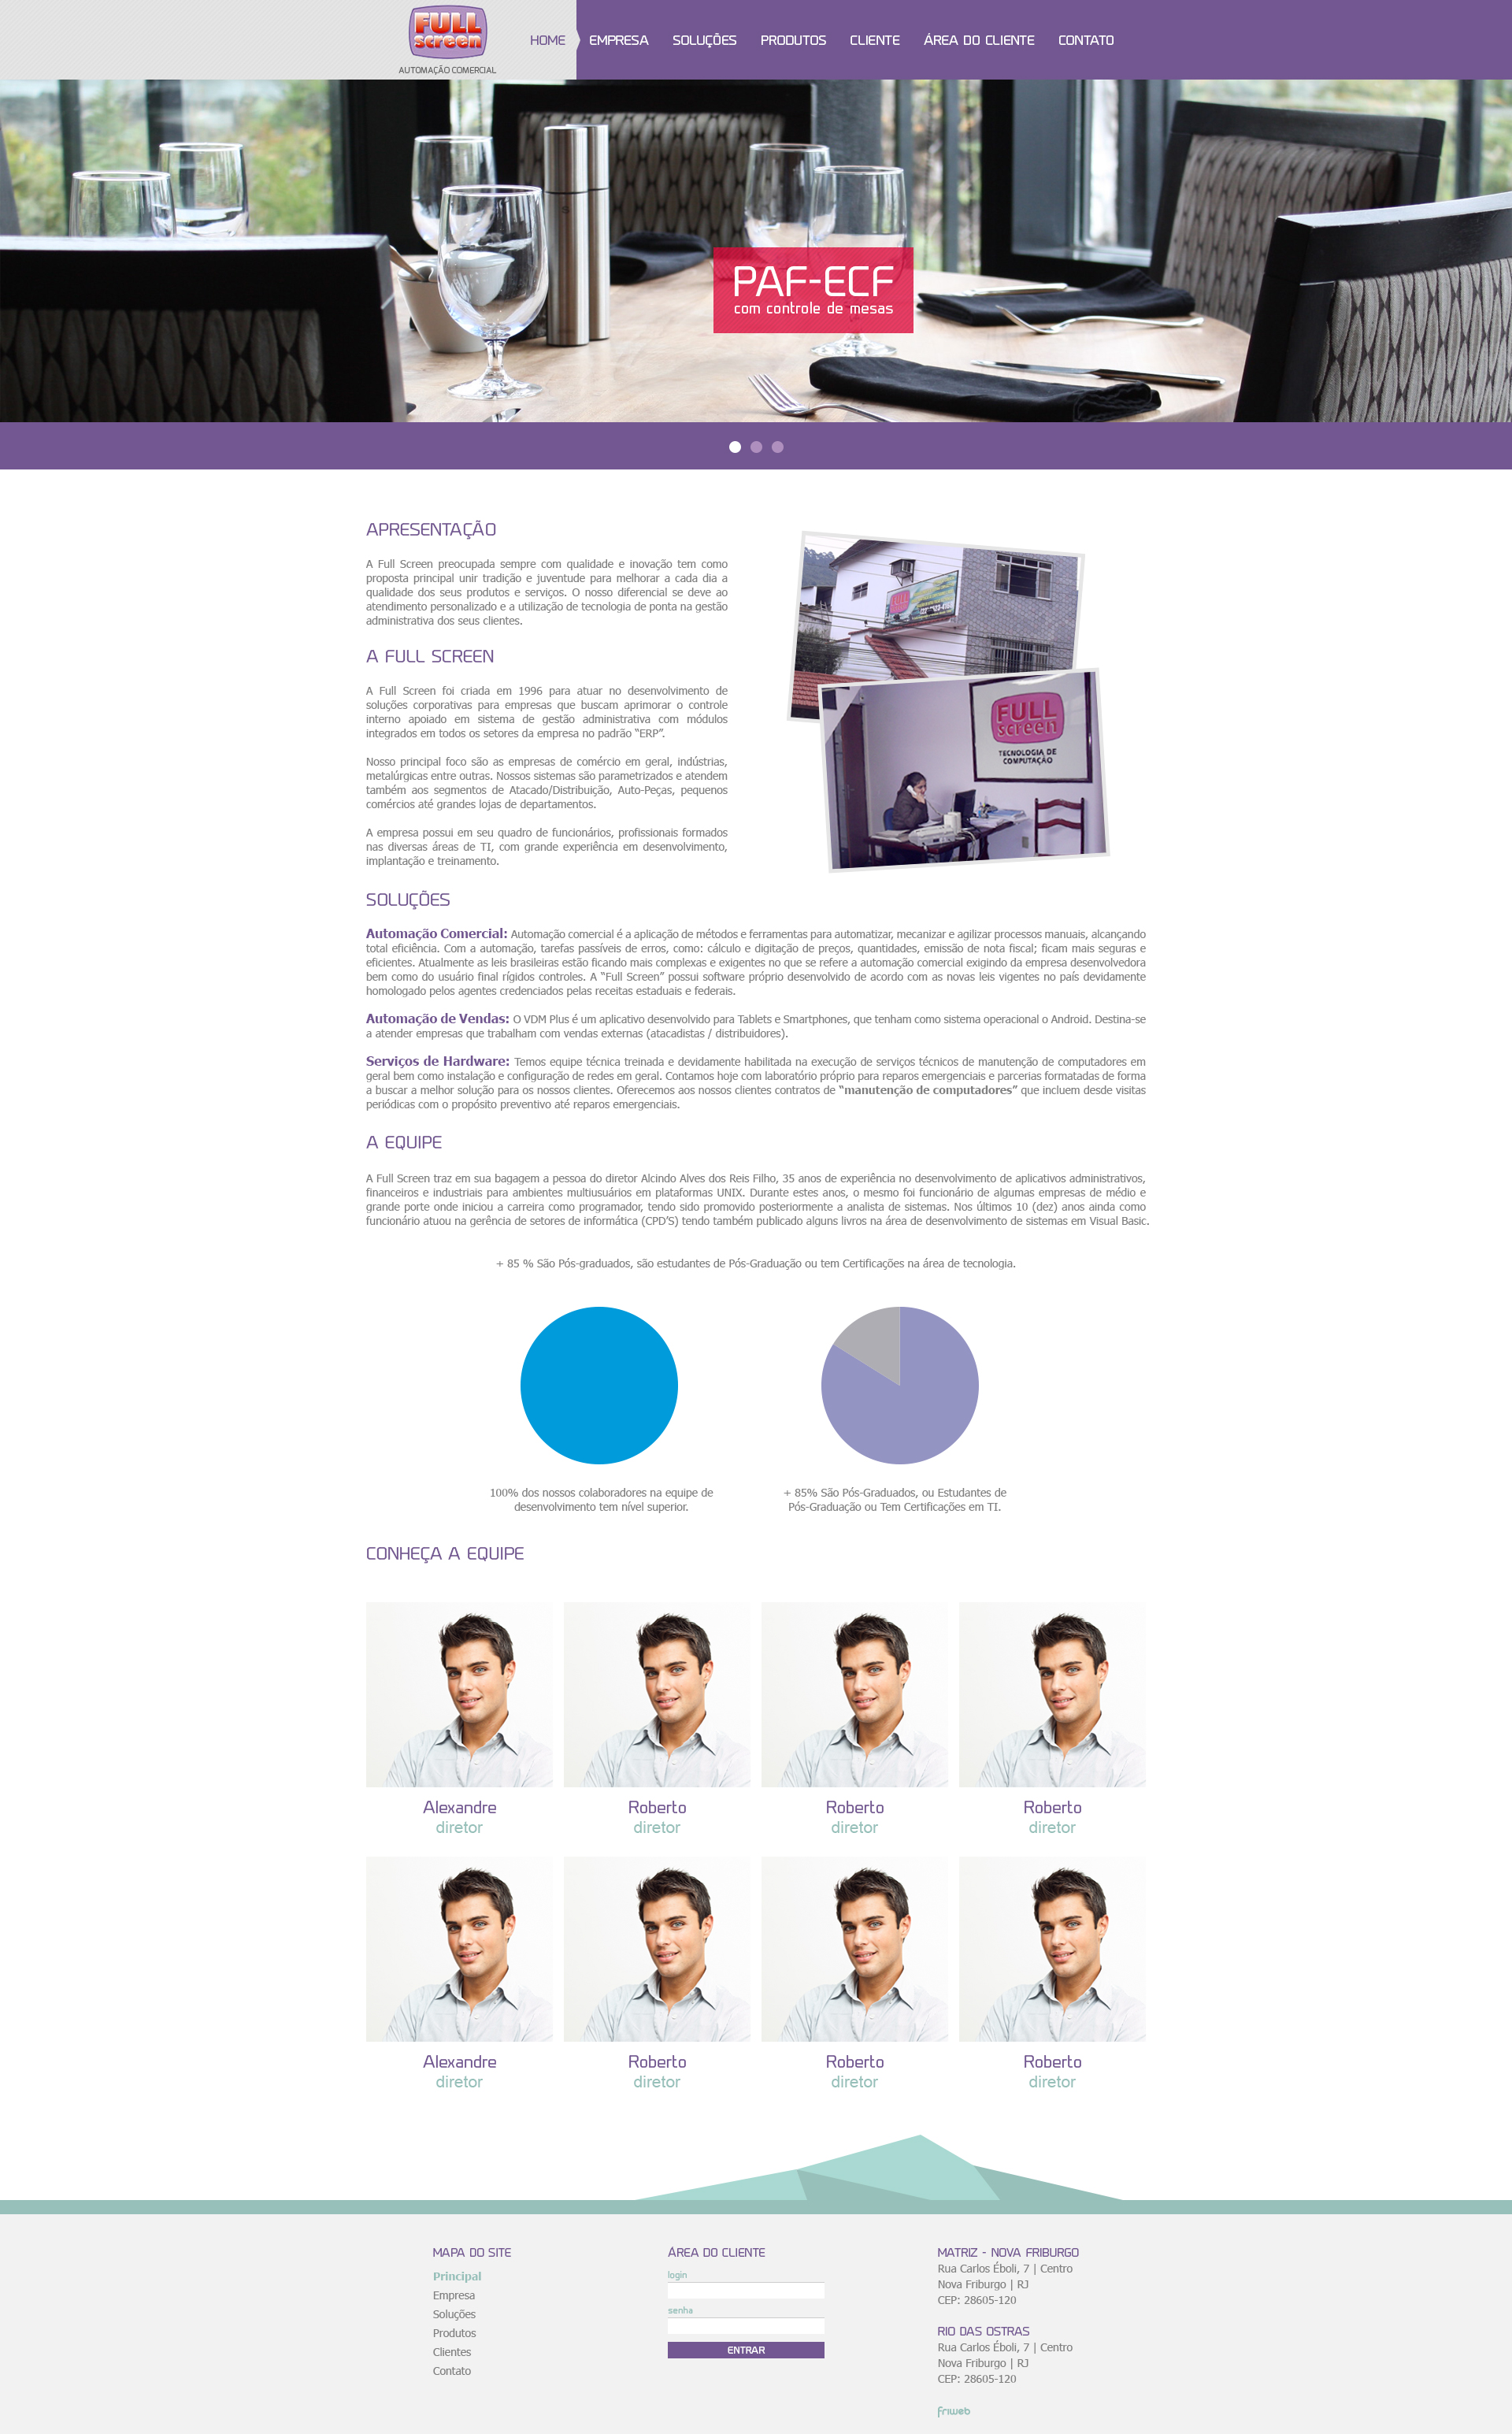 FULL
screen
AUTOMAÇÃO COMERCIAL
HOME
EMPRESA
SOLUÇÕES
PRODUTOS
CLIENTE
ÁREA DO CLIENTE
CONTATO
PAF-ECF
com controle de mesas
APRESENTAÇÃO
A Full Screen preocupada sempre com qualidade e inovação tem como
proposta principal unir tradição e juventude para melhorar a cada dia a
qualidade dos seus produtos e serviços. O nosso diferencial se deve ao
atendimento personalizado e a utilização de tecnologia de ponta na gestão
administrativa dos seus clientes.
A FULL SCREEN
A Full Screen foi criada em 1996 para atuar no desenvolvimento de
soluções corporativas para empresas que buscam aprimorar o controle
interno apoiado em sistema de gestão administrativa com módulos
integrados em todos os setores da empresa no padrão “ERP”.
Nosso principal foco são as empresas de comércio em geral, indústrias,
metalúrgicas entre outras. Nossos sistemas são parametrizados e atendem
também aos segmentos de Atacado/Distribuição, Auto-Peças, pequenos
comércios até grandes lojas de departamentos.
A empresa possui em seu quadro de funcionários, profissionais formados
nas diversas áreas de TI, com grande experiência em desenvolvimento,
implantação e treinamento.
FULL
FULL
screen
TECNOLOGIA DE
COMPUTAÇÃO
SOLUÇÕES
Automação Comercial: Automação comercial é a aplicação de métodos e ferramentas para automatizar, mecanizar e agilizar processos manuais, alcançando
total eficiência. Com a automação, tarefas passíveis de erros, como: cálculo e digitação de preços, quantidades, emissão de nota fiscal; ficam mais seguras e
eficientes. Atualmente as leis brasileiras estão ficando mais complexas e exigentes no que se refere a automação comercial exigindo da empresa desenvolvedora
bem como do usuário final rígidos controles. A “Full Screen” possui software próprio desenvolvido de acordo com as novas leis vigentes no país devidamente
homologado pelos agentes credenciados pelas receitas estaduais e federais.
Automação de Vendas: O VDM Plus é um aplicativo desenvolvido para Tablets e Smartphones, que tenham como sistema operacional o Android. Destina-se
a atender empresas que trabalham com vendas externas (atacadistas / distribuidores).
Serviços de Hardware: Temos equipe técnica treinada e devidamente habilitada na execução de serviços técnicos de manutenção de computadores em
geral bem como instalação e configuração de redes em geral. Contamos hoje com laboratório próprio para reparos emergenciais e parcerias formatadas de forma
a buscar a melhor solução para os nossos clientes. Oferecemos aos nossos clientes contratos de “manutenção de computadores” que incluem desde visitas
periódicas com o propósito preventivo até reparos emergenciais.
A EQUIPE
A Full Screen traz em sua bagagem a pessoa do diretor Alcindo Alves dos Reis Filho, 35 anos de experiência no desenvolvimento de aplicativos administrativos,
financeiros e industriais para ambientes multiusuários em plataformas UNIX. Durante estes anos, o mesmo foi funcionário de algumas empresas de médio e
grande porte onde iniciou a carreira como programador, tendo sido promovido posteriormente a analista de sistemas. Nos últimos 10 (dez) anos ainda como
funcionário atuou na gerência de setores de informática (CPD'S) tendo também publicado alguns livros na área de desenvolvimento de sistemas em Visual Basic.
+ 85 % São Pós-graduados, são estudantes de Pós-Graduação ou tem Certificações na área de tecnologia.
100% dos nossos colaboradores na equipe de
desenvolvimento tem nível superior.
+ 85% São Pós-Graduados, ou Estudantes de
Pós-Graduação ou Tem Certificações em TI.
CONHEÇA A EQUIPE
Alexandre
diretor
Roberto
diretor
Roberto
diretor
Roberto
diretor
Alexandre
diretor
Roberto
diretor
Roberto
diretor
Roberto
diretor
MAPA DO SITE
Principal
Empresa
Soluções
Produtos
Clientes
Contato
ÁREA DO CLIENTE
login
senha
ENTRAR
MATRIZ - NOVA FRIBURGO
Rua Carlos Éboli, 7 | Centro
Nova Friburgo | RJ
CEP: 28605-120
RIO DAS OSTRAS
Rua Carlos Éboli, 7 | Centro
Nova Friburgo | RJ
CEP: 28605-120
friweb